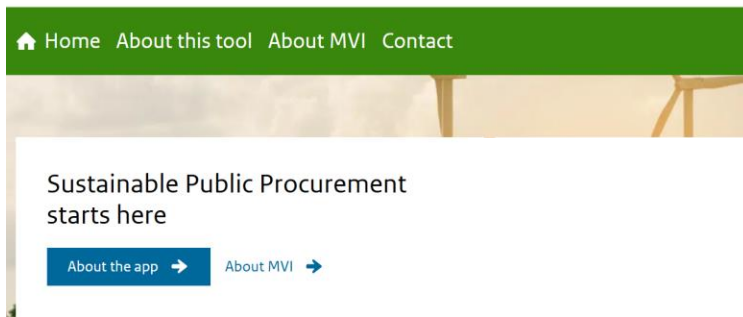 Home About this tool About MVI Contact
Sustainable Public Procurement
starts here
About the app About MVI